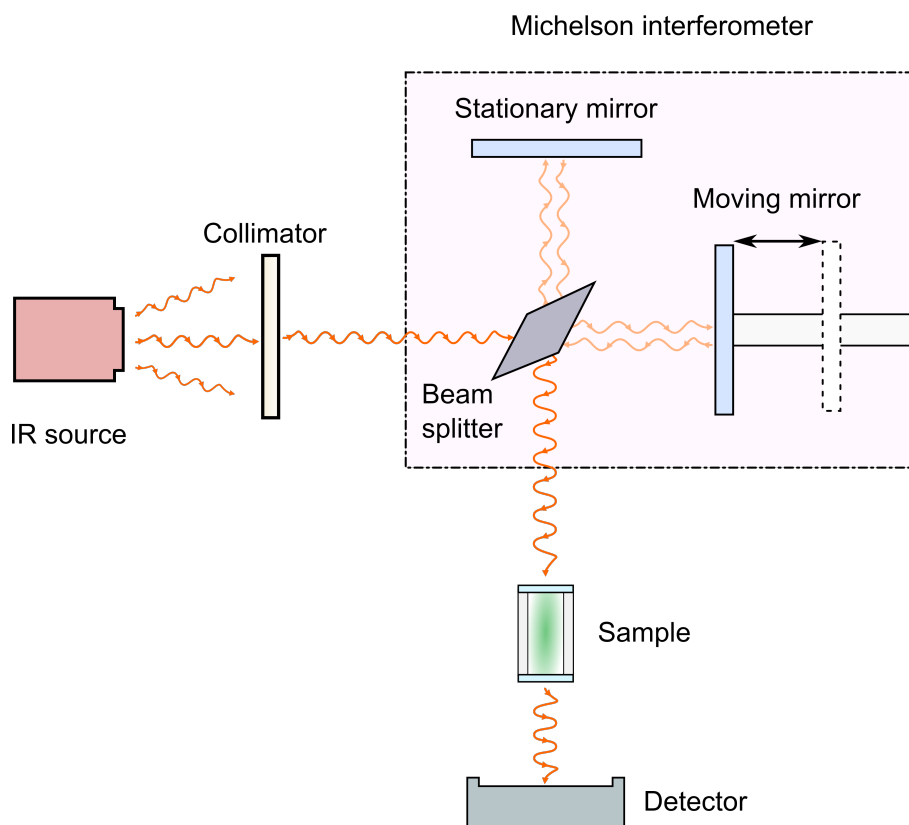 Michelson interferometer
Stationary mirror
Moving mirror
Collimator
IR source
Beam
splitter
Sample
Detector